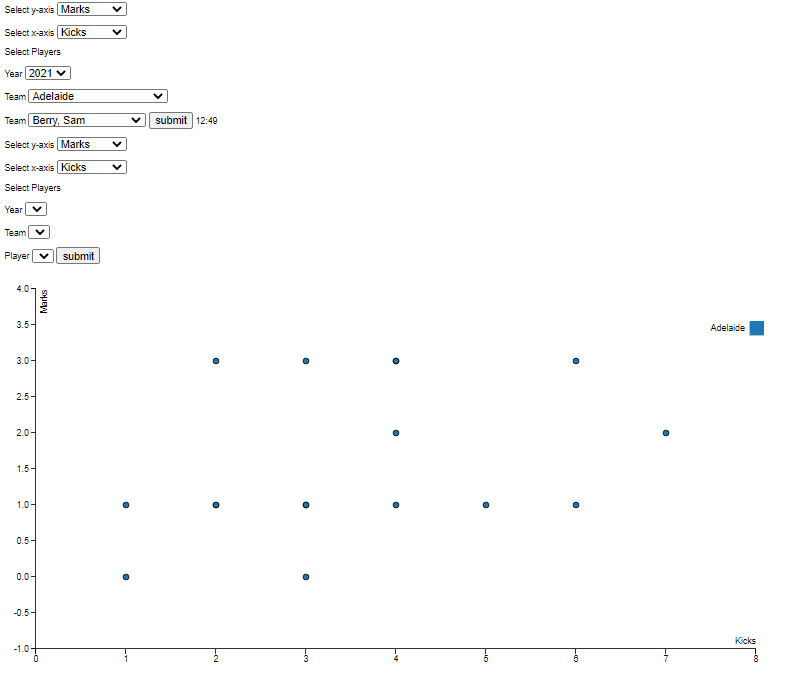 Select y-axis Marks
Select x-axis Kicks
Select Players
Year 2021
Team Adelaide
Team Berry, Sam submit 12:49
Select y-axis Marks
Select x-axis Kicks
Select Players
Year
Team
Player submit
4.0
Marks
3.5
Adelaide
3.0
2.5
2.0
1.5
1.0
0.5
0.0
-0.5
Kicks
-1.0
0 1 2 3 4 5 6 7 8